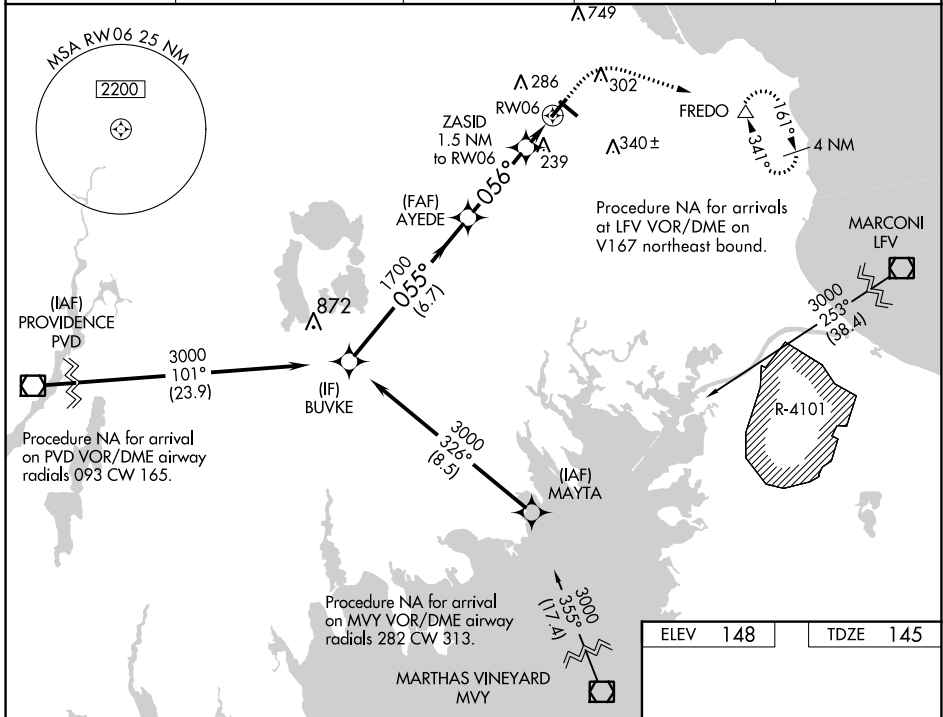 749
MSA RW06 25 NM
2200
286
302
RW06
FREDO
161°
341°
4 NM
ZASID
1.5 NM
to RW06
239
340 ±
056°
(FAF)
AYEDE
Procedure NA for arrivals
at LFV VOR/DME on
V167 northeast bound.
MARCONI
LFV
1700
055°
(6.7)
3000
253°
(38.4)
872
(IAF)
PROVIDENCE
PVD
3000
101°
(23.9)
(IF)
BUVKE
R-4101
Procedure NA for arrival
on PVD VOR/DME airway
radials 093 CW 165.
3000
326°
(8.5)
(IAF)
MAYTA
Procedure NA for arrival
on MVY VOR/DME airway
radials 282 CW 313.
3000
355°
(17.4)
MARTHAS VINEYARD
MVY
ELEV 148
TDZE 145